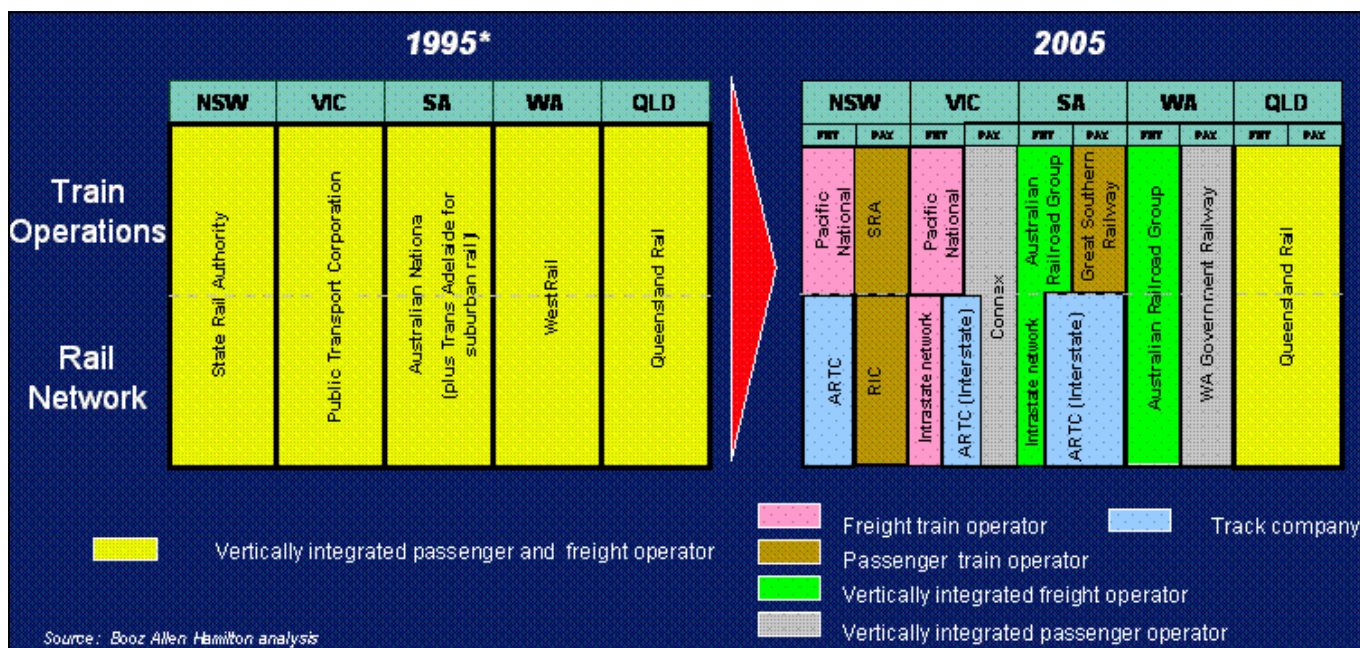 1995*
2005
NSW VIC SA WA QLD
NSW VIC SA WA QLD
FRT PAX FRT PAX FRT PAX FRT PAX FRT PAX
Train
Operations
Rail
Network
State Rail Authority
Public Transport Corporation
Australian National
(plus Trans Adelaide for
suburban rail)
WestRail
Queensland Rail
Pacific
National
SRA
Pacific
National
Connex
Australian
Railroad Group
Great Southern
Railway
Australian Railroad Group
WA Government Railway
Queensland Rail
ARTC
RIC
Intrastate network
ARTC (Interstate)
Intrastate network
ARTC (Interstate)
Vertically integrated passenger and freight operator
Freight train operator
Track company
Passenger train operator
Vertically integrated freight operator
Vertically integrated passenger operator
Source: Booz Allen Hamilton analysis